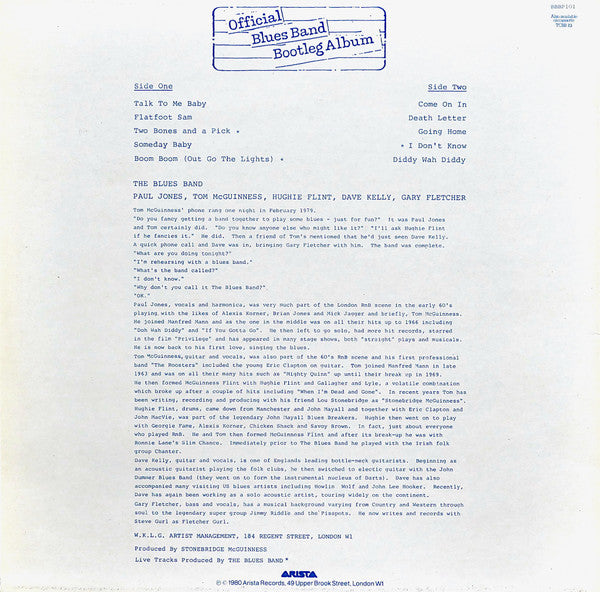 BBBP101
Also available
on cassette
TCBB 101
Official
Blues Band
Bootleg Album
Side One
Talk To Me Baby
Flatfoot Sam
Two Bones and a Pick *
Someday Baby
Boom Boom (Out Go The Lights) *
Side Two
Come On In
Death Letter
Going Home
* I Don't Know
Diddy Wah Diddy
THE BLUES BAND
PAUL JONES, TOM McGUINNESS, HUGHIE FLINT, DAVE KELLY, GARY FLETCHER
Tom McGuinness' phone rang one night in February 1979.
"Do you fancy getting a band together to play some blues - just for fun?" It was Paul Jones
and Tom certainly did. "Do you know anyone else who might like it?" "I'll ask Hughie Flint
if he fancies it." He did. Then a friend of Tom's mentioned that he'd just seen Dave Kelly.
A quick phone call and Dave was in, bringing Gary Fletcher with him. The band was complete.
"What are you doing tonight?"
"I'm rehearsing with a blues band."
"What's the band called?"
"I don't know."
"Why don't you call it The Blues Band?".
"OK."
Paul Jones, vocals and harmonica, was very much part of the London RnB scene in the early 60's
playing with the likes of Alexis Korner, Brian Jones and Mick Jagger and briefly, Tom McGuinness.
He joined Manfred Mann and as the one in the middle was on all their hits up to 1966 including
"Doh Wah Diddy" and "If You Gotta Go". He then left to go solo, had more hit records, starred
in the film "Privilege" and has appeared in many stage shows, both "straight" plays and musicals.
He is now back to his first love, singing the blues.
Tom McGuinness, guitar and vocals, was also part of the 60's RnB scene and his first professional
band "The Roosters" included the young Eric Clapton on guitar. Tom joined Manfred Mann in late
1963 and was on all their many hits such as "Mighty Quinn" up until their break up in 1969.
He then formed McGuinness Flint with Hughie Flint and Gallagher and Lyle, a volatile combination
which broke up after a couple of hits including "When I'm Dead and Gone". In recent years Tom has
been writing, recording and producing with his friend Lou Stonebridge as "Stonebridge McGuinness".
Hughie Flint, drums, came down from Manchester and John Mayall and together with Eric Clapton and
John MacVie, was part of the legendary John Mayall Blues Breakers. Hughie then went on to play
with Georgie Fame, Alexis Korner, Chicken Shack and Savoy Brown. In fact, just about everyone
who played RnB. He and Tom then formed McGuinness Flint and after its break-up he was with
Ronnie Lane's Slim Chance. Immediately prior to The Blues Band he played with the Irish folk
group Chanter.
Dave Kelly, guitar and vocals, is one of Englands leading bottle-neck guitarists. Beginning as
an acoustic guitarist playing the folk clubs, he then switched to electric guitar with the John
Dummer Blues Band (they went on to form the instrumental nucleus of Darts). Dave has also
accompanied many visiting US blues artists including Howlin Wolf and John Lee Hooker. Recently,
Dave has again been working as a solo acoustic artist, touring widely on the continent.
Gary Fletcher, bass and vocals, has a musical background varying from Country and Western through
soul to the legendary super group Jimmy Riddle and the Pisspots. He now writes and records with
Steve Gurl as Fletcher Gurl.
W.K.L.G. ARTIST MANAGEMENT, 184 REGENT STREET, LONDON W1
Produced by STONEBRIDGE McGUINNESS
Live Tracks Produced by THE BLUES BAND *
ARISTA
℗ © 1980 Arista Records, 49 Upper Brook Street, London W1